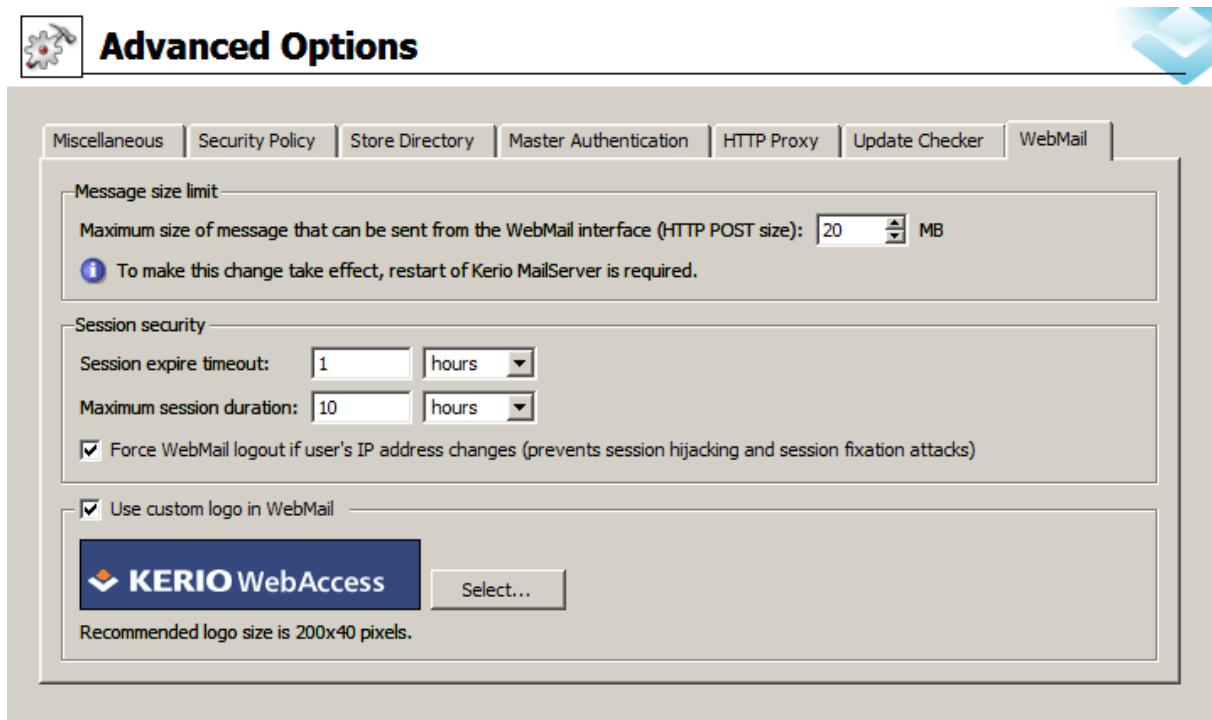 Advanced Options
Miscellaneous Security Policy Store Directory Master Authentication HTTP Proxy Update Checker WebMail
Message size limit
Maximum size of message that can be sent from the WebMail interface (HTTP POST size): 20 MB
To make this change take effect, restart of Kerio MailServer is required.
Session security
Session expire timeout: 1 hours
Maximum session duration: 10 hours
Force WebMail logout if user's IP address changes (prevents session hijacking and session fixation attacks)
Use custom logo in WebMail
KERIO WebAccess Select...
Recommended logo size is 200x40 pixels.